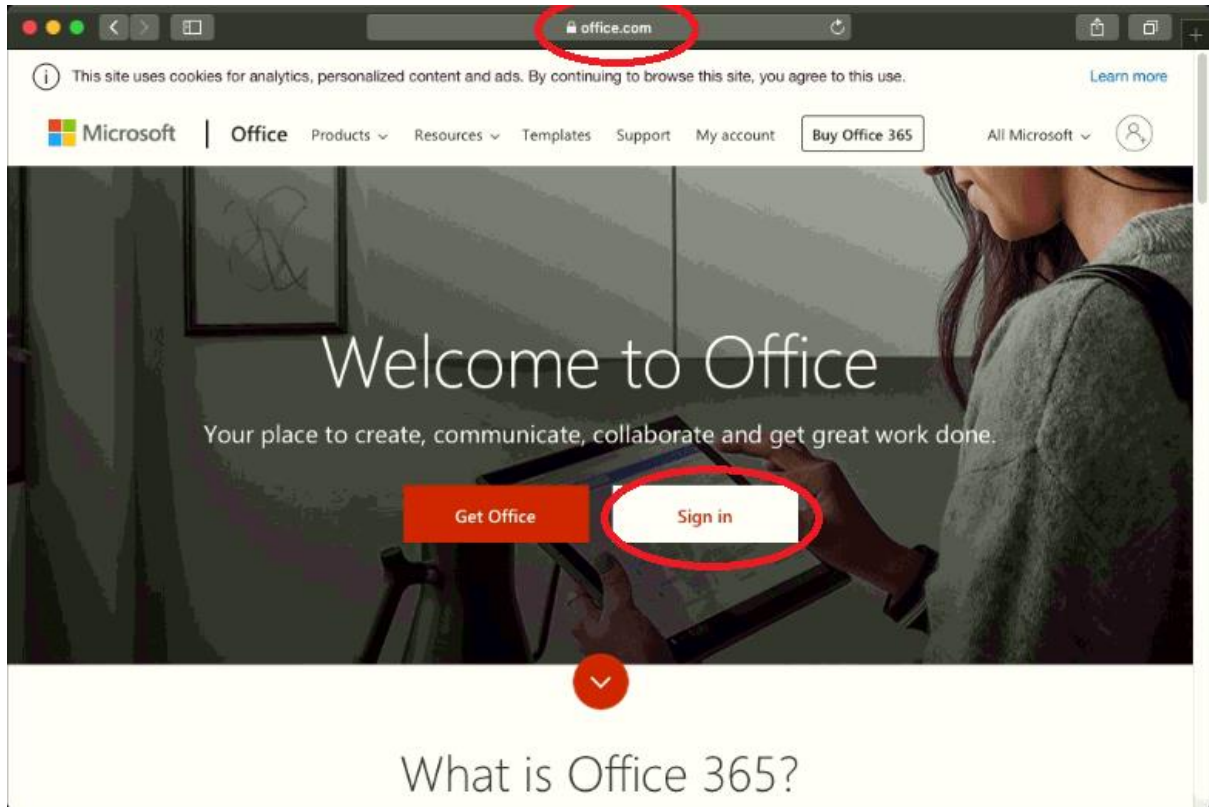 office.com
This site uses cookies for analytics, personalized content and ads. By continuing to browse this site, you agree to this use. Learn more
Microsoft | Office Products Resources Templates Support My account Buy Office 365 All Microsoft
Welcome to Office
Your place to create, communicate, collaborate and get great work done.
Get Office Sign in
What is Office 365?